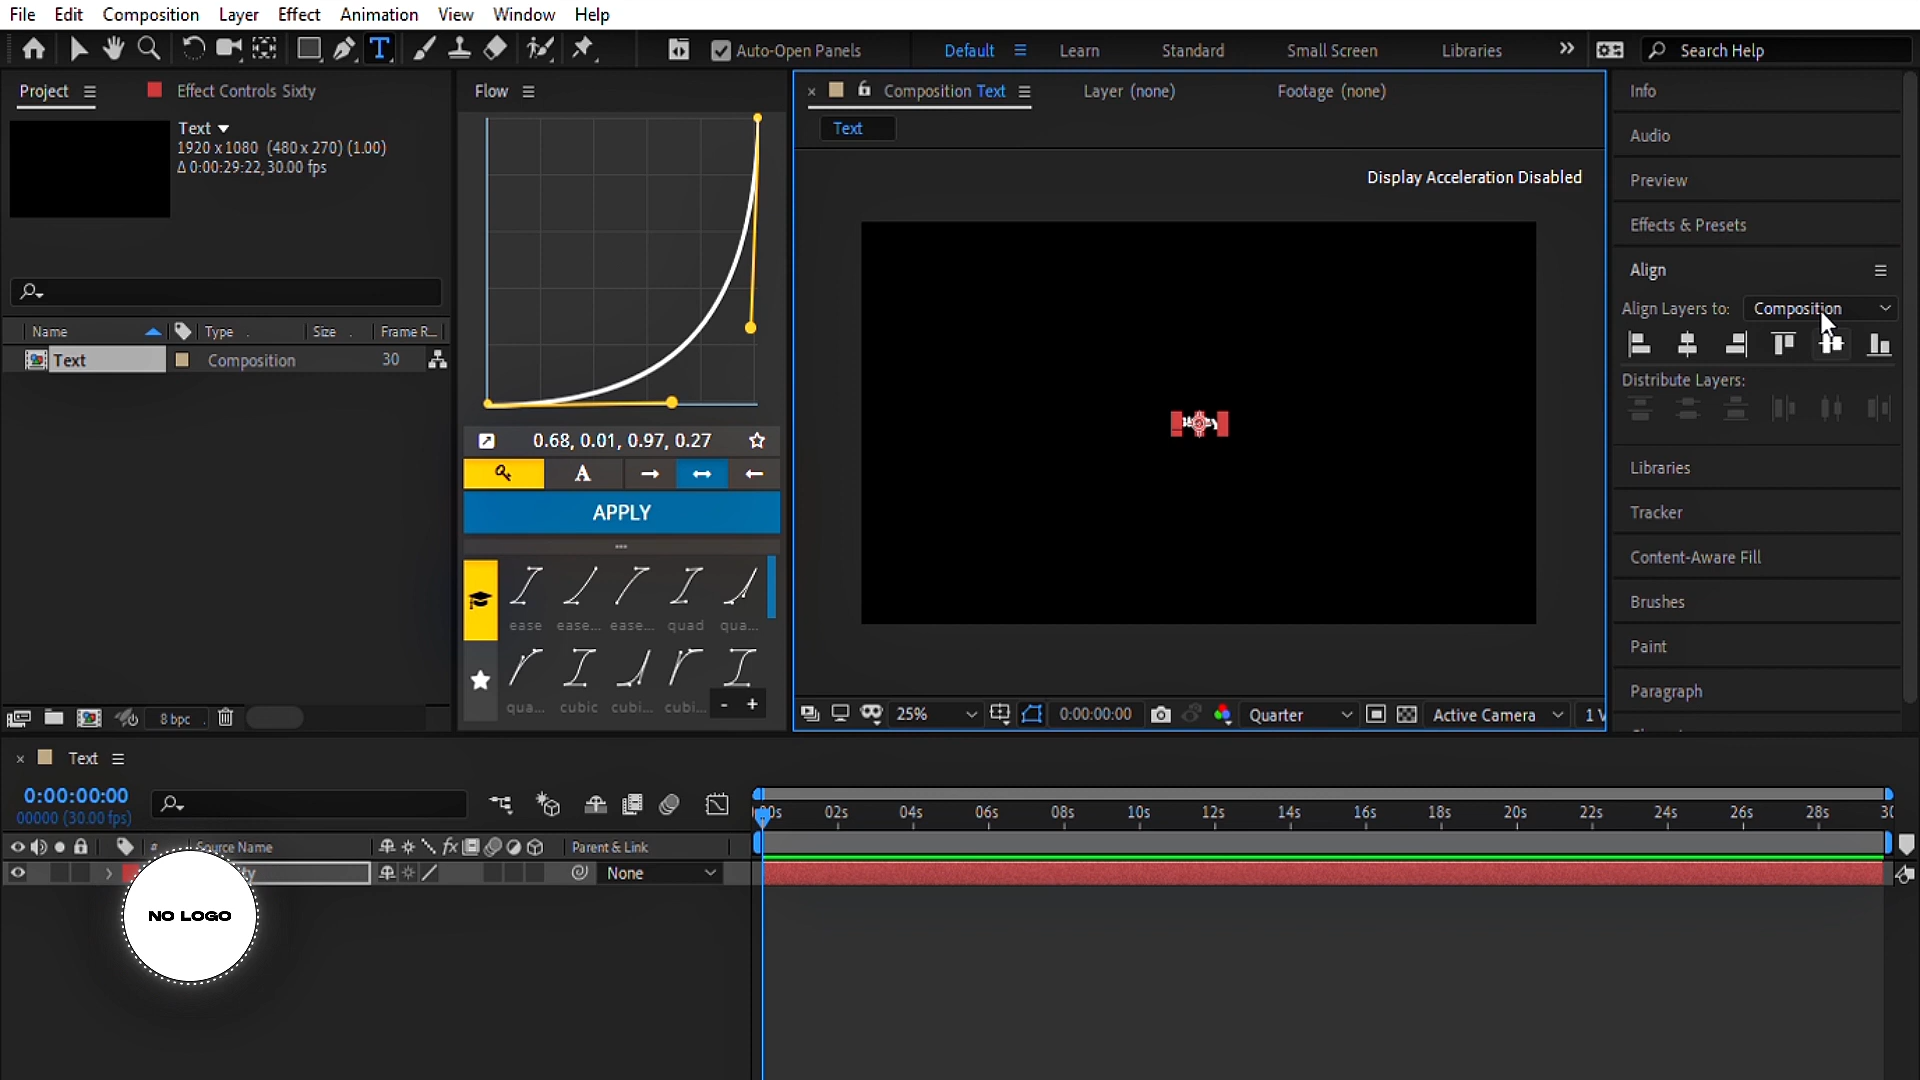 File Edit Composition Layer Effect Animation View Window Help
Auto-Open Panels Default Learn Standard Small Screen Libraries Search Help
Project Effect Controls Sixty Flow Composition Text Layer (none) Footage (none) Info
Text
Text
1920 x 1080 (480 x 270) (1.00)
Δ 0:00:29:22, 30.00 fps
Display Acceleration Disabled
Audio
Preview
Effects & Presets
Align
Align Layers to: Composition
Distribute Layers:
Name Type Size Frame R...
Text Composition 30
0.68, 0.01, 0.97, 0.27
A
APPLY
ease ease... ease... quad qua...
qua... cubic cubi... cubi...
- +
Libraries
Tracker
Content-Aware Fill
Brushes
Paint
Paragraph
8 bpc
25% 0:00:00:00 Quarter Active Camera 1 V
Text
0:00:00:00
00000 (30.00 fps)
02s 04s 06s 08s 10s 12s 14s 16s 18s 20s 22s 24s 26s 28s
# Source Name fx Parent & Link
None
NO LOGO